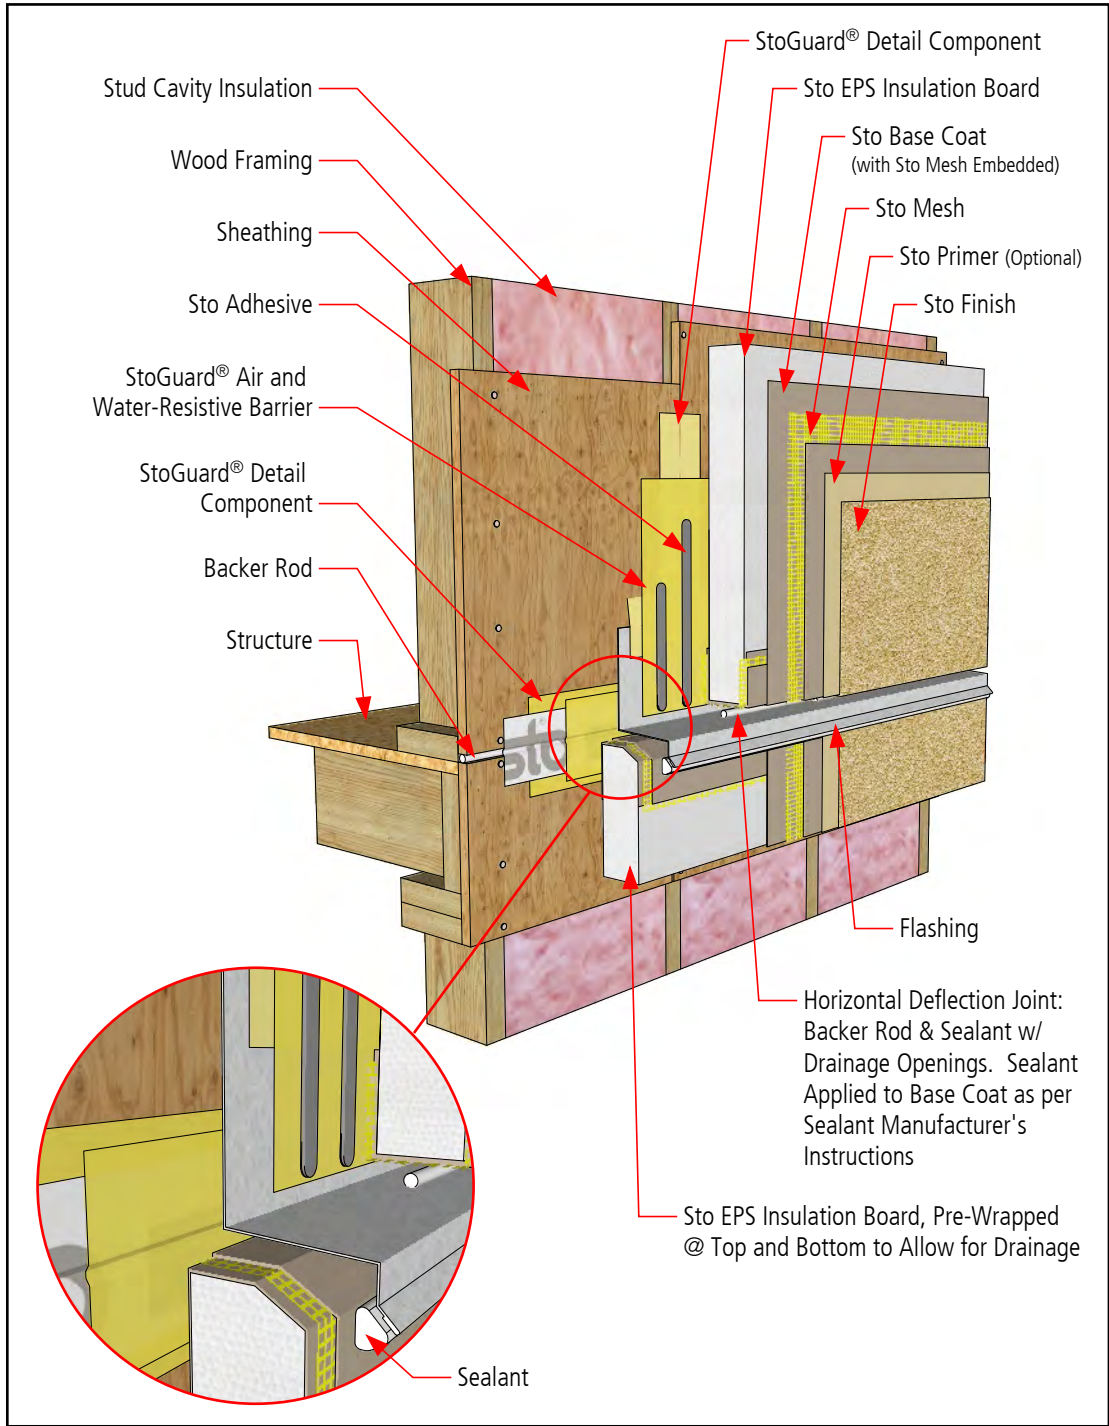 StoGuard® Detail Component
Stud Cavity Insulation
Sto EPS Insulation Board
Sto Base Coat
(with Sto Mesh Embedded)
Wood Framing
Sto Mesh
Sheathing
Sto Primer (Optional)
Sto Adhesive
Sto Finish
StoGuard® Air and
Water-Resistive Barrier
StoGuard® Detail
Component
Backer Rod
Structure
sto
Flashing
Horizontal Deflection Joint:
Backer Rod & Sealant w/
Drainage Openings.  Sealant
Applied to Base Coat as per
Sealant Manufacturer's
Instructions
Sto EPS Insulation Board, Pre-Wrapped
@ Top and Bottom to Allow for Drainage
Sealant